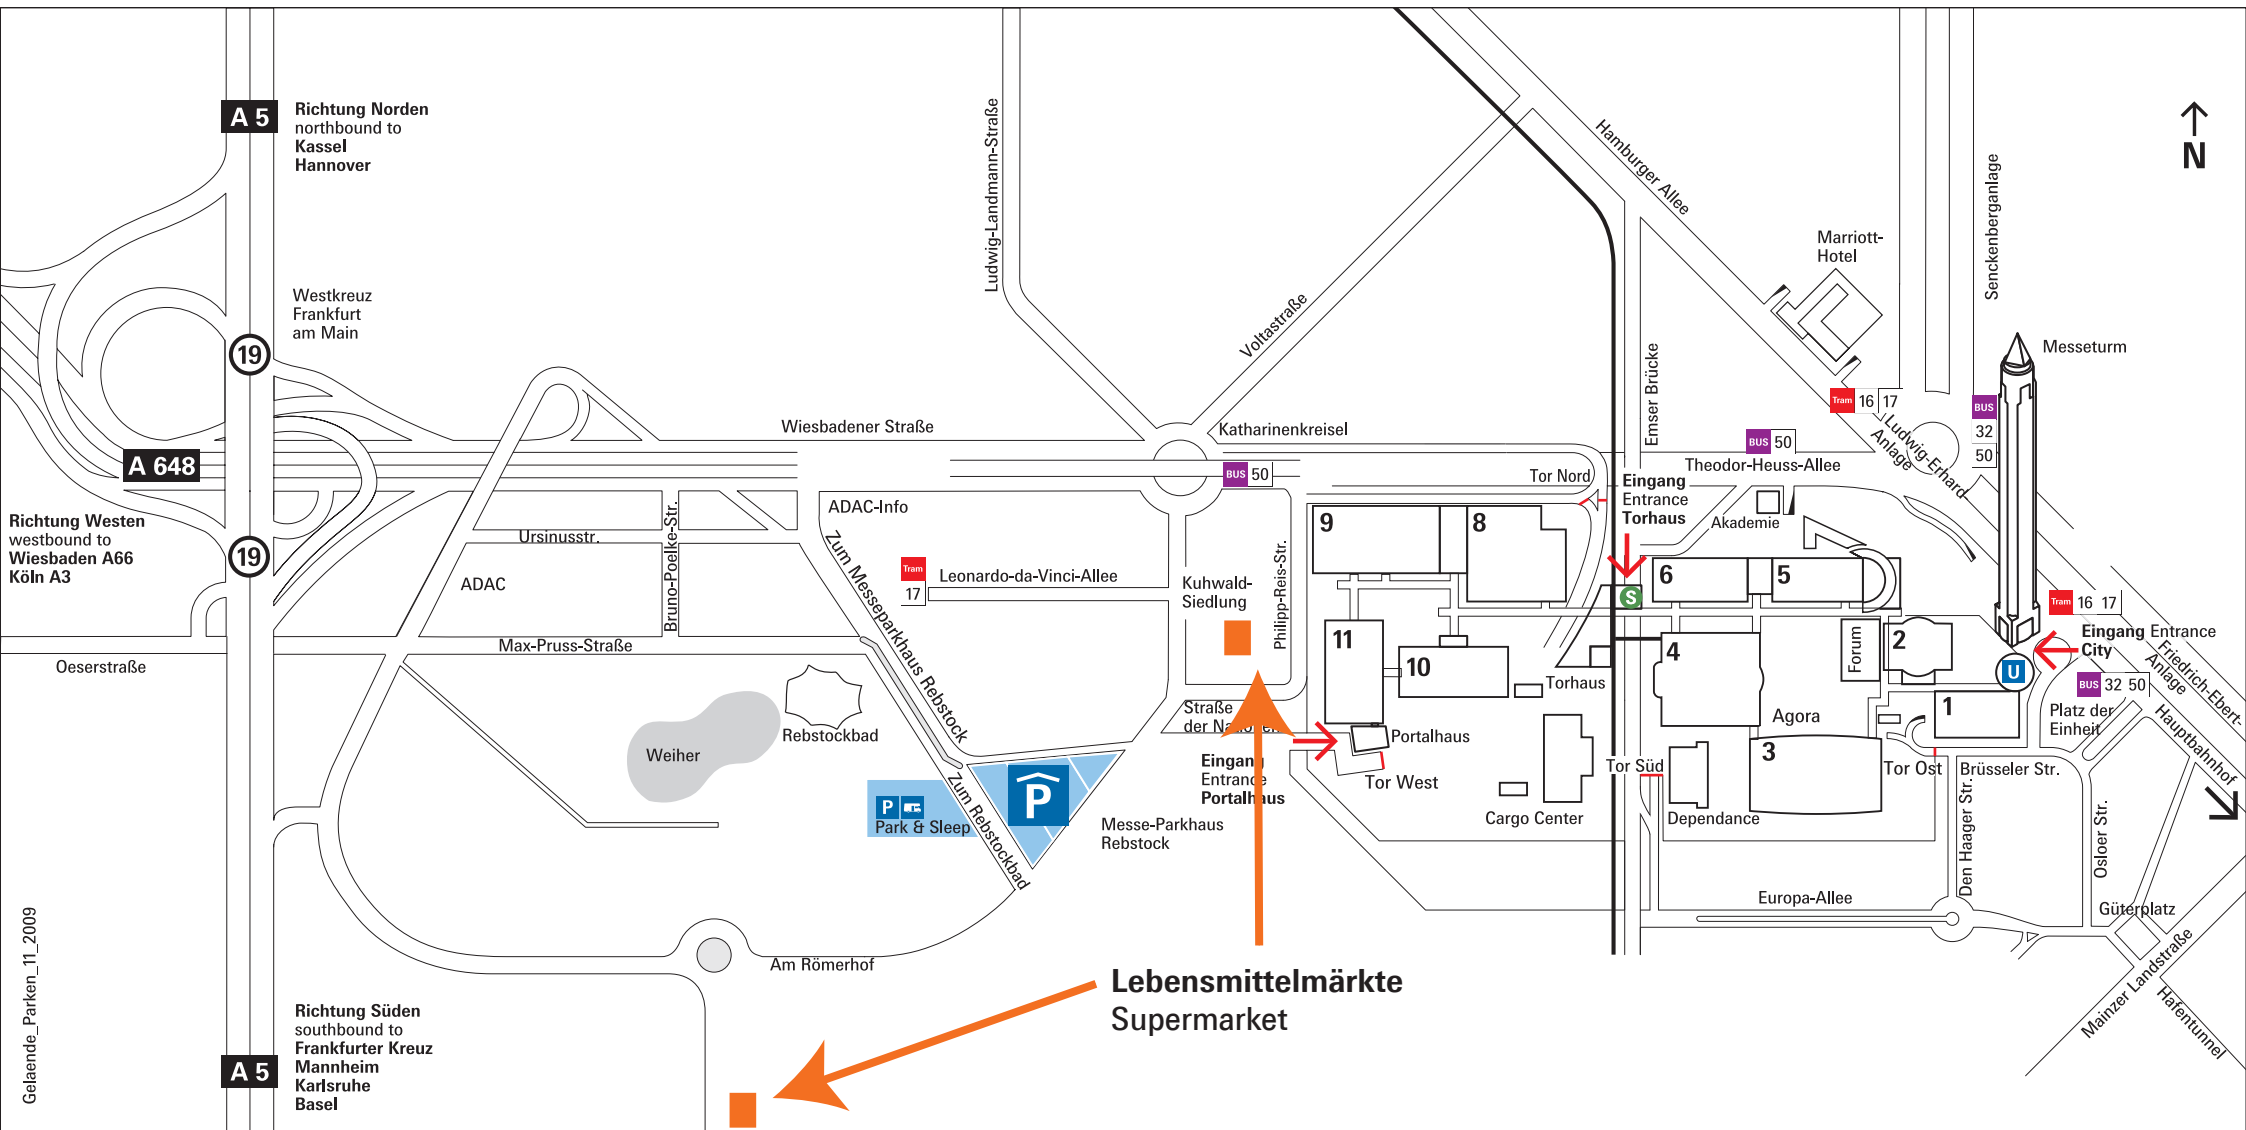 A 5
Richtung Norden
northbound to
Kassel
Hannover
Westkreuz
Frankfurt
am Main
19
A 648
Richtung Westen
westbound to
Wiesbaden A66
Köln A3
19
Oeserstraße
Gelaende_Parken_11_2009
A 5
Richtung Süden
southbound to
Frankfurter Kreuz
Mannheim
Karlsruhe
Basel
Wiesbadener Straße
Ursinusstr.
Bruno-Poelke-Str.
ADAC
Max-Pruss-Straße
ADAC-Info
Zum Messeparkhaus Rebstock
Tram
17
Leonardo-da-Vinci-Allee
Weiher
Rebstockbad
P
Park & Sleep
Zum Rebstockbad
P
Messe-Parkhaus
Rebstock
Am Römerhof
Lebensmittelmärkte
Supermarket
Ludwig-Landmann-Straße
Voltastraße
Katharinenkreisel
BUS 50
Kuhwald-
Siedlung
Philipp-Reis-Str.
Straße
der Nationen
Eingang
Entrance
Portalhaus
Hamburger Allee
Emser Brücke
Tor Nord
Eingang
Entrance
Torhaus
9
8
11
10
S
Torhaus
Portalhaus
Tor West
Cargo Center
Tor Süd
Dependance
Marriott-
Hotel
Senckenberganlage
N
Messeturm
Tram 16 17
BUS
32
50
BUS 50
Theodor-Heuss-Allee
Ludwig-Erhard-
Anlage
Akademie
6
5
4
Forum
2
1
3
Agora
U
Tram 16 17
Eingang Entrance
City
BUS 32 50
Friedrich-Ebert-
Anlage
Platz der
Einheit
Hauptbahnhof
Tor Ost
Brüsseler Str.
Den Haager Str.
Osloer Str.
Europa-Allee
Güterplatz
Mainzer Landstraße
Hafentunnel